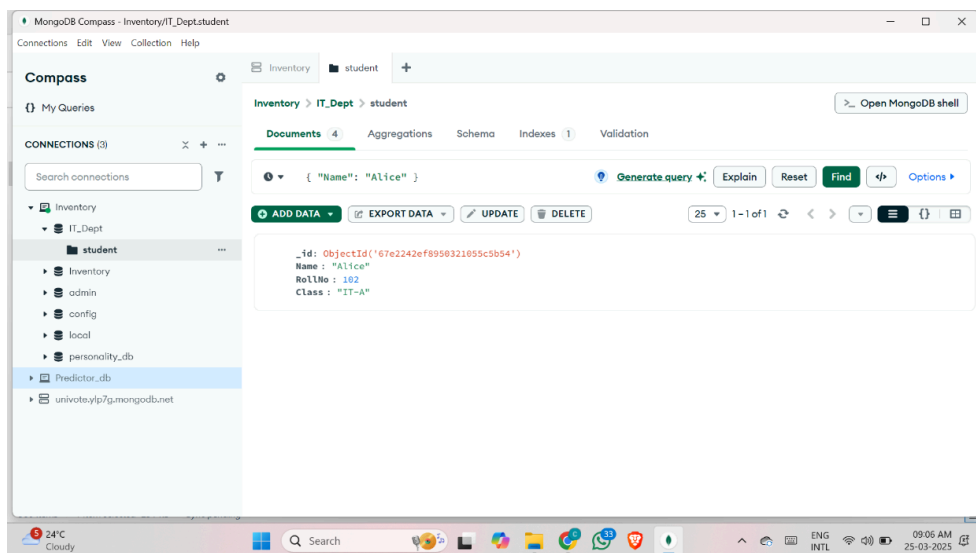 MongoDB Compass - Inventory/IT_Dept.student
Connections Edit View Collection Help
Compass
{} My Queries
CONNECTIONS (3)
Search connections
Inventory
IT_Dept
student
Inventory
admin
config
local
personality_db
Predictor_db
univote.ylp7g.mongodb.net
Inventory student
Inventory > IT_Dept > student
>_ Open MongoDB shell
Documents 4 Aggregations Schema Indexes 1 Validation
{ "Name": "Alice" }
Generate query Explain Reset Find </> Options
ADD DATA EXPORT DATA UPDATE DELETE
25 1-1 of 1 {}
_id: ObjectId('67e2242ef8950321055c5b54')
Name : "Alice"
RollNo : 102
Class : "IT-A"
5
24°C
Cloudy
Search
33
ENG
INTL
09:06 AM
25-03-2025